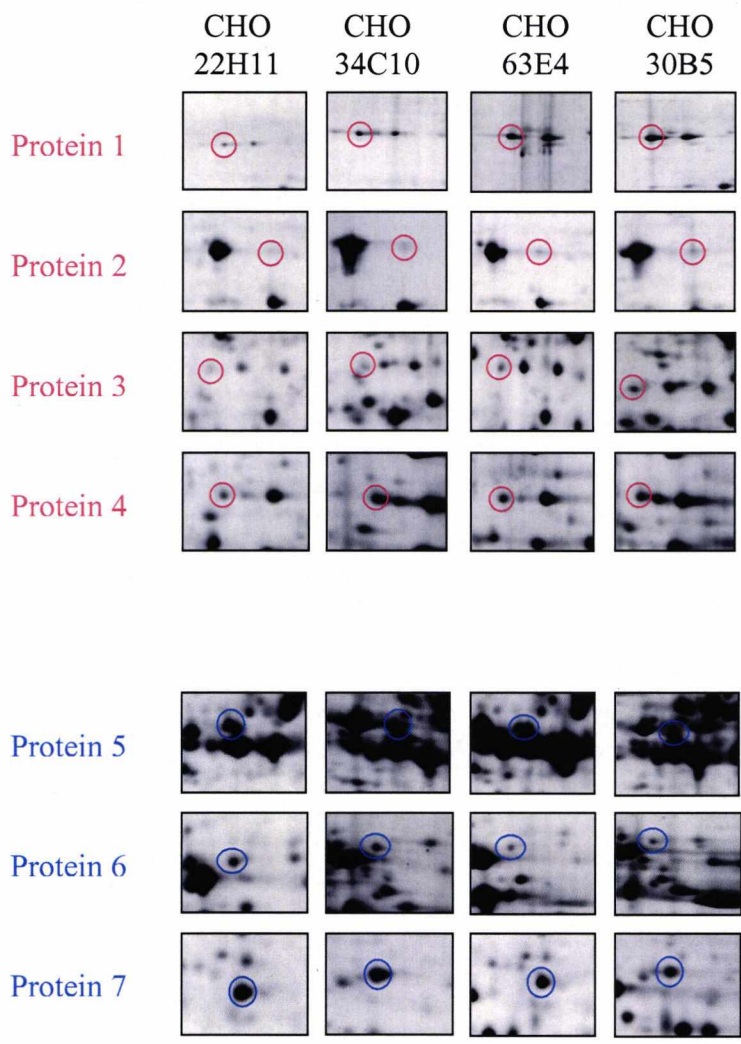 CHO CHO CHO CHO
22H11 34C10 63E4 30B5
Protein 1
Protein 2
Protein 3
Protein 4
Protein 5
Protein 6
Protein 7